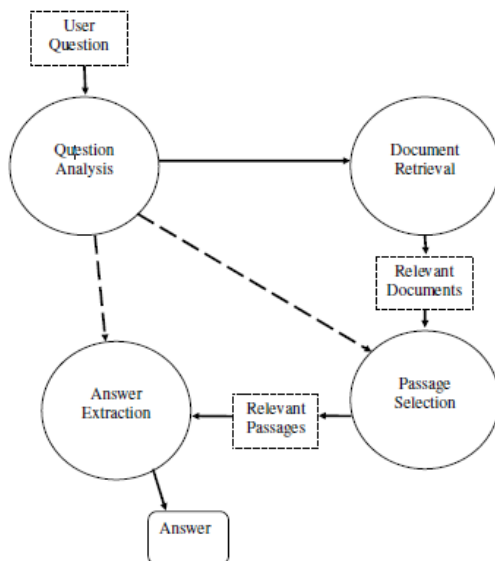 User
Question
Question
Analysis
Document
Retrieval
Relevant
Documents
Passage
Selection
Relevant
Passages
Answer
Extraction
Answer